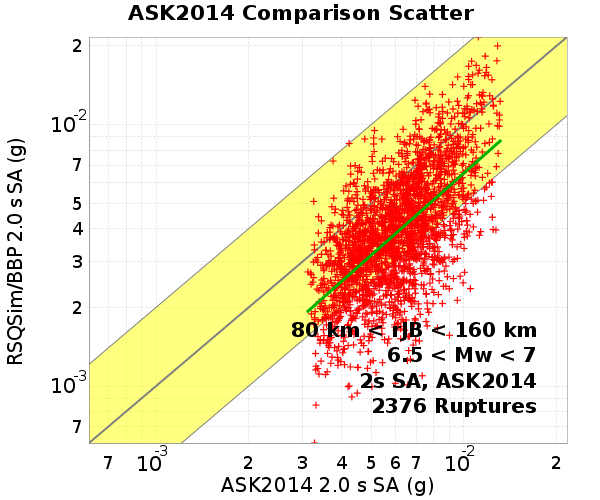 ASK2014 Comparison Scatter
RSQSim/BBP 2.0 s SA (g)
2
10-2
7
5
4
3
2
10-3
7
80 km < rJB < 160 km
6.5 < Mw < 7
2s SA, ASK2014
2376 Ruptures
7 10-3 2 3 4 5 6 7 10-2 2
ASK2014 2.0 s SA (g)